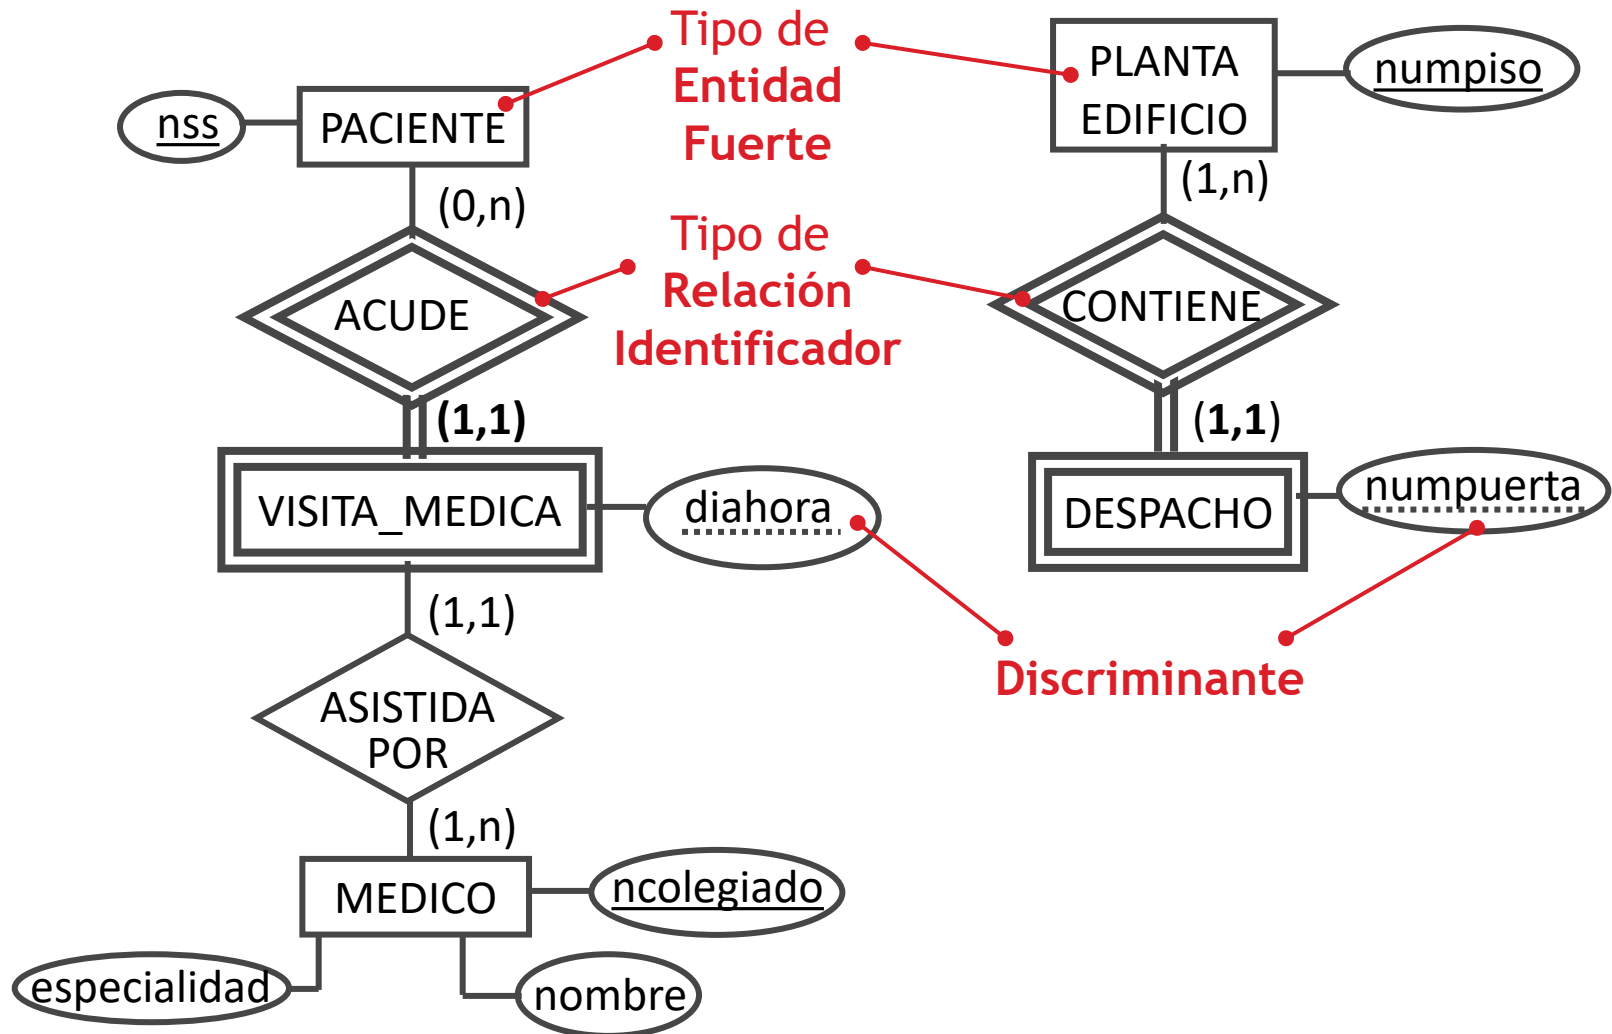 Tipo de
Entidad
Fuerte
PLANTA
EDIFICIO
numpiso
nss
PACIENTE
(0,n)
(1,n)
Tipo de
Relación
Identificador
ACUDE
CONTIENE
(1,1)
(1,1)
VISITA_MEDICA
diahora
DESPACHO
numpuerta
(1,1)
Discriminante
ASISTIDA
POR
(1,n)
MEDICO
ncolegiado
especialidad
nombre